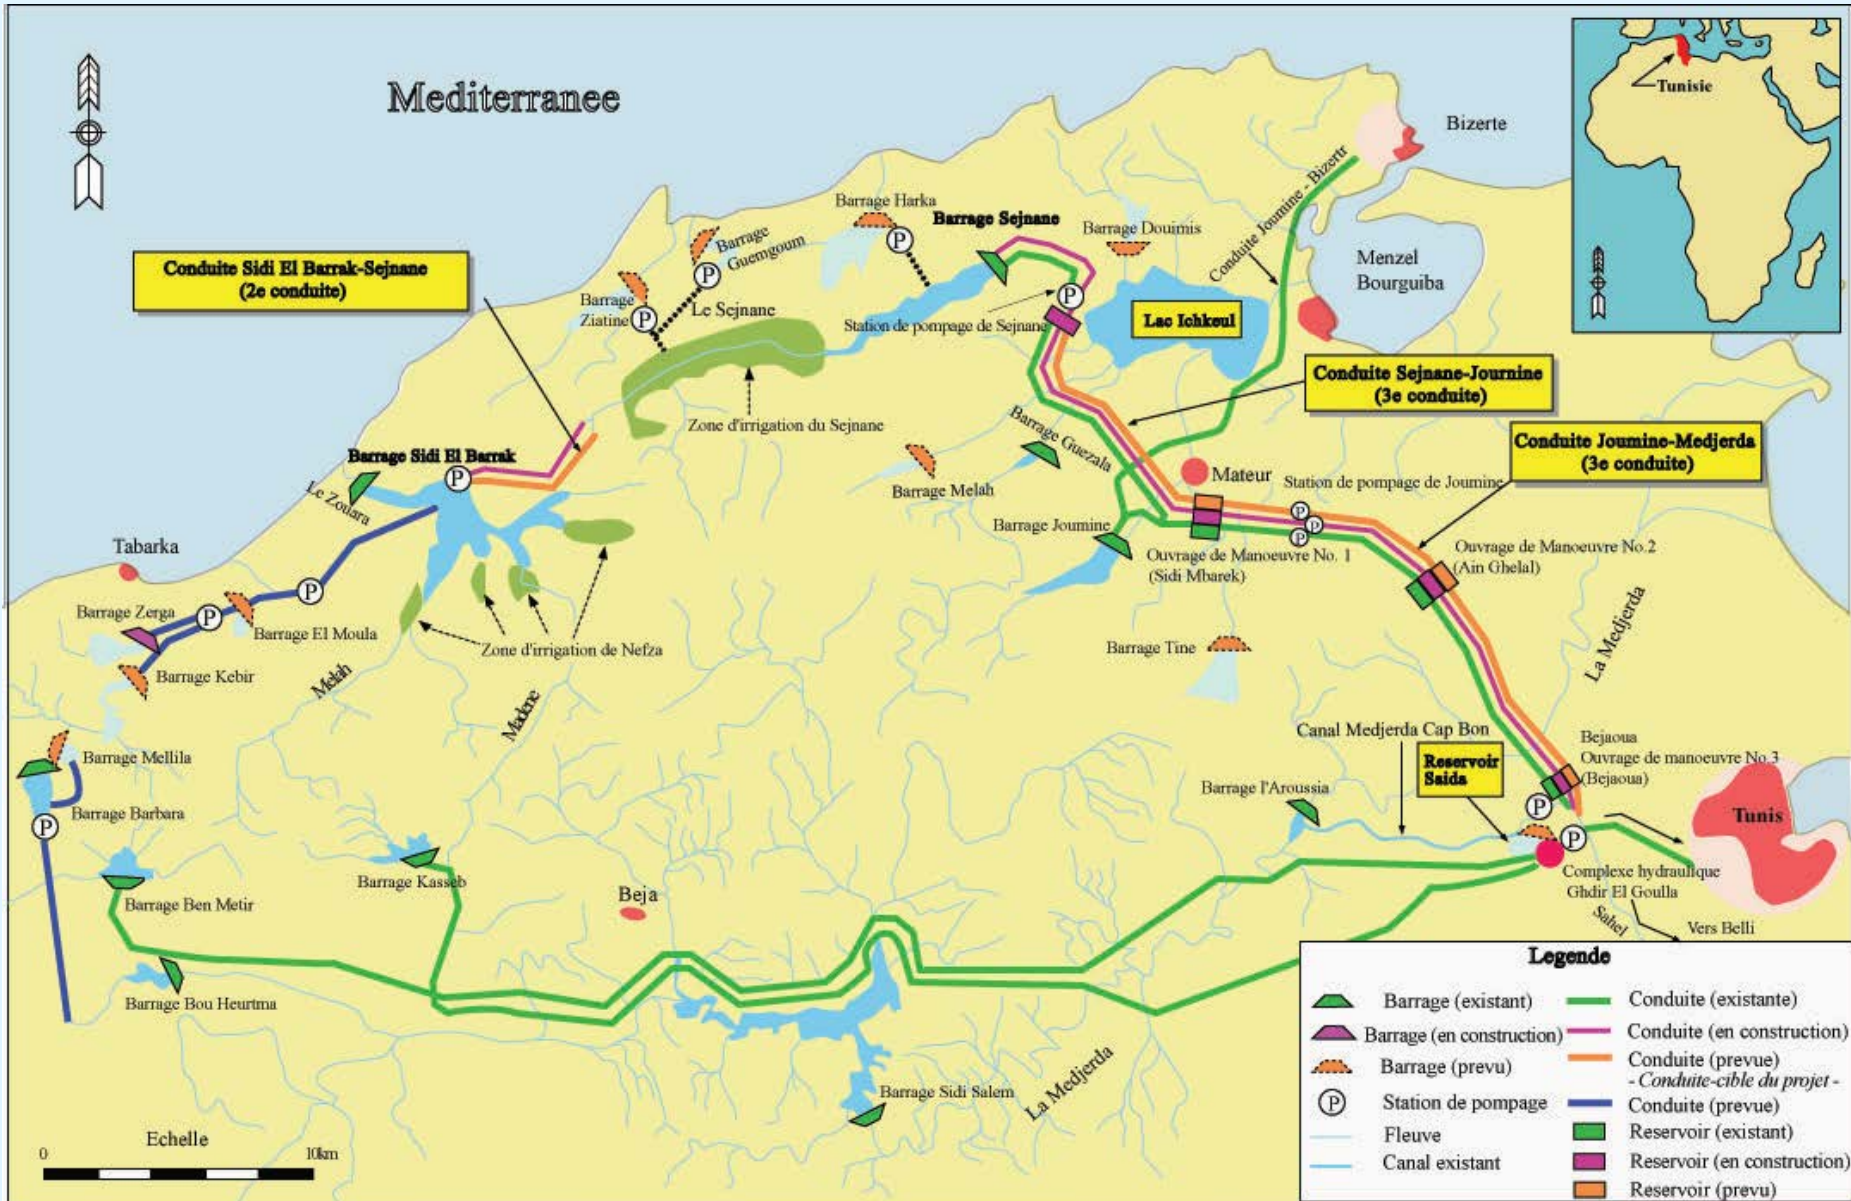 Mediterranee
Tunisie
Bizerte
Barrage Harka
Barrage Sejnane
Barrage Douimis
Conduite Joumine - Bizertr
Barrage
Guemgoum
Menzel
Bourguiba
Conduite Sidi El Barrak-Sejnane
(2e conduite)
Barrage
Ziatine
Le Sejnane
Station de pompage de Sejnane
Lac Ichkeul
Conduite Sejnane-Journine
(3e conduite)
Zone d'irrigation du Sejnane
Barrage Guezala
Conduite Joumine-Medjerda
(3e conduite)
Barrage Sidi El Barrak
Le Zouara
Barrage Melah
Mateur
Station de pompage de Joumine
Barrage Joumine
Tabarka
Ouvrage de Manoeuvre No. 1
(Sidi Mbarek)
Ouvrage de Manoeuvre No.2
(Ain Ghelal)
Barrage Zerga
Barrage El Moula
Zone d'irrigation de Nefza
Barrage Tine
La Medjerda
Barrage Kebir
Melah
Madene
Canal Medjerda Cap Bon
Bejaoua
Ouvrage de manoeuvre No.3
(Bejaoua)
Barrage Mellila
Reservoir
Saida
Barrage l'Aroussia
Barrage Barbara
Tunis
Barrage Kasseb
Beja
Complexe hydraulique
Ghdir El Goulla
Barrage Ben Metir
Sahel
Vers Belli
Barrage Bou Heurtma
Barrage Sidi Salem
La Medjerda
Echelle
0 10km
Legende
Barrage (existant)
Barrage (en construction)
Barrage (prevu)
P Station de pompage
Fleuve
Canal existant
Conduite (existante)
Conduite (en construction)
Conduite (prevue)
- Conduite-cible du projet -
Conduite (prevue)
Reservoir (existant)
Reservoir (en construction)
Reservoir (prevu)
P
P
P
P
P
P
P
P
P
P
P
P
P
P